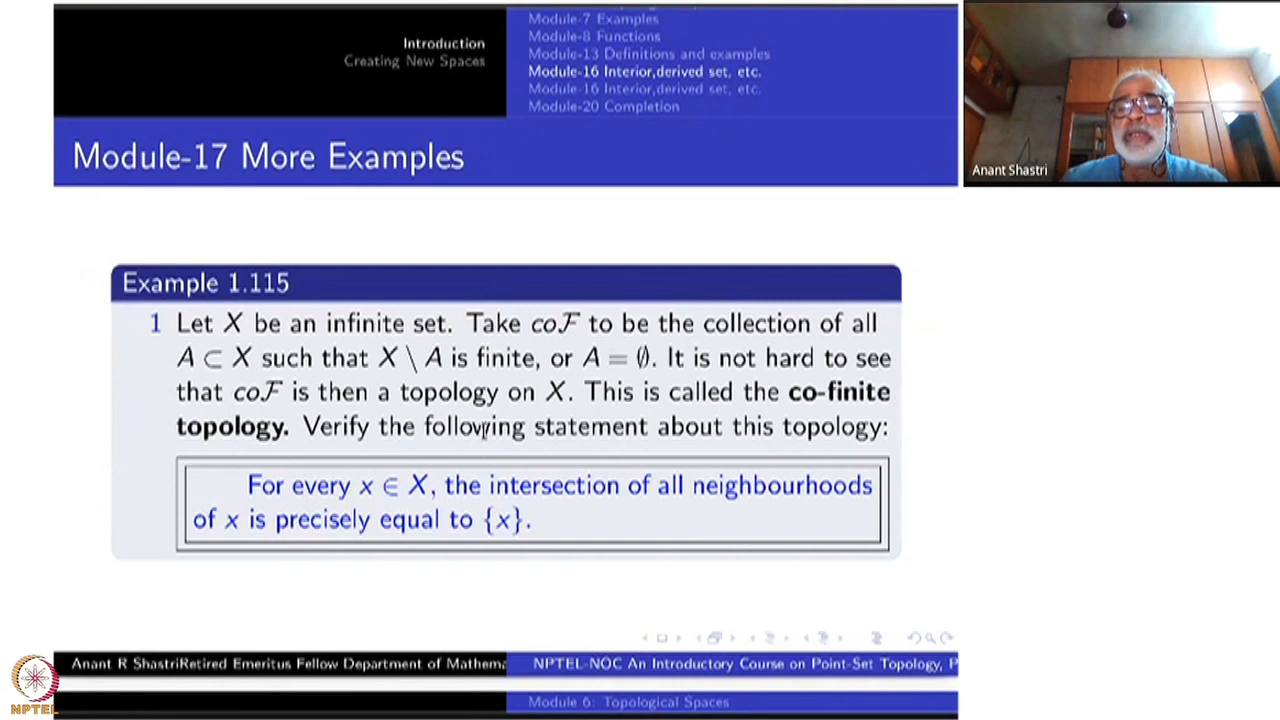 Introduction
Creating New Spaces
Module-7 Examples
Module-8 Functions
Module-13 Definitions and examples
Module-16 Interior,derived set, etc.
Module-16 Interior,derived set, etc.
Module-20 Completion
Module-17 More Examples
Anant Shastri
Example 1.115
1 Let X be an infinite set. Take coℱ to be the collection of all
A ⊂ X such that X \ A is finite, or A = ∅. It is not hard to see
that coℱ is then a topology on X. This is called the co-finite
topology. Verify the following statement about this topology:
For every x ∈ X, the intersection of all neighbourhoods
of x is precisely equal to {x}.
Anant R ShastriRetired Emeritus Fellow Department of Mathema
NPTEL-NOC An Introductory Course on Point-Set Topology, P
Module 6: Topological Spaces
NPTEL